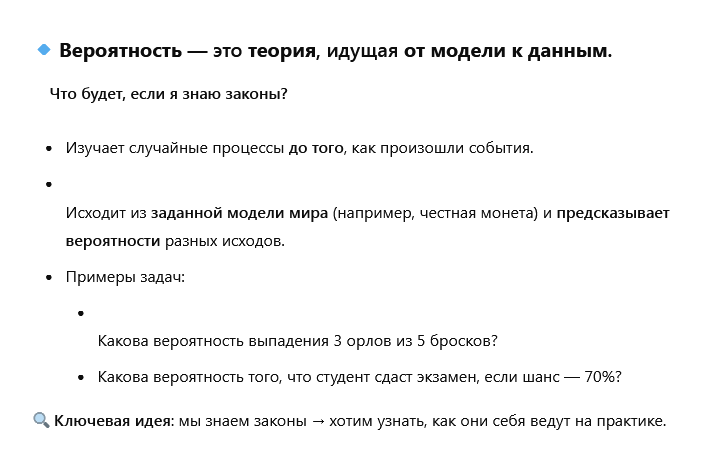 🔹 Вероятность — это теория, идущая от модели к данным.
Что будет, если я знаю законы?
• Изучает случайные процессы до того, как произошли события.
•
Исходит из заданной модели мира (например, честная монета) и предсказывает
вероятности разных исходов.
• Примеры задач:
•
Какова вероятность выпадения 3 орлов из 5 бросков?
• Какова вероятность того, что студент сдаст экзамен, если шанс — 70%?
🔍 Ключевая идея: мы знаем законы → хотим узнать, как они себя ведут на практике.